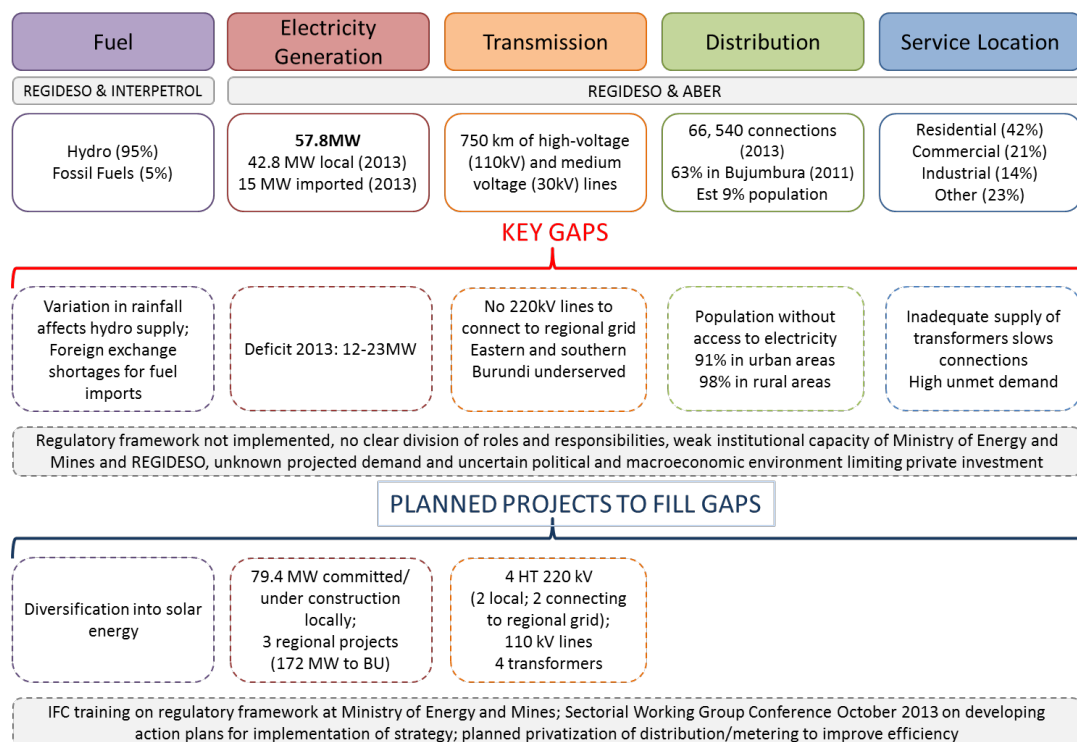 Fuel
Electricity
Generation
Transmission
Distribution
Service Location
REGIDESO & INTERPETROL
REGIDESO & ABER
Hydro (95%)
Fossil Fuels (5%)
57.8MW
42.8 MW local (2013)
15 MW imported (2013)
750 km of high-voltage
(110kV) and medium
voltage (30kV) lines
66, 540 connections
(2013)
63% in Bujumbura (2011)
Est 9% population
Residential (42%)
Commercial (21%)
Industrial (14%)
Other (23%)
KEY GAPS
Variation in rainfall
affects hydro supply;
Foreign exchange
shortages for fuel
imports
Deficit 2013: 12-23MW
No 220kV lines to
connect to regional grid
Eastern and southern
Burundi underserved
Population without
access to electricity
91% in urban areas
98% in rural areas
Inadequate supply of
transformers slows
connections
High unmet demand
Regulatory framework not implemented, no clear division of roles and responsibilities, weak institutional capacity of Ministry of Energy and
Mines and REGIDESO, unknown projected demand and uncertain political and macroeconomic environment limiting private investment
PLANNED PROJECTS TO FILL GAPS
Diversification into solar
energy
79.4 MW committed/
under construction
locally;
3 regional projects
(172 MW to BU)
4 HT 220 kV
(2 local; 2 connecting
to regional grid);
110 kV lines
4 transformers
IFC training on regulatory framework at Ministry of Energy and Mines; Sectorial Working Group Conference October 2013 on developing
action plans for implementation of strategy; planned privatization of distribution/metering to improve efficiency